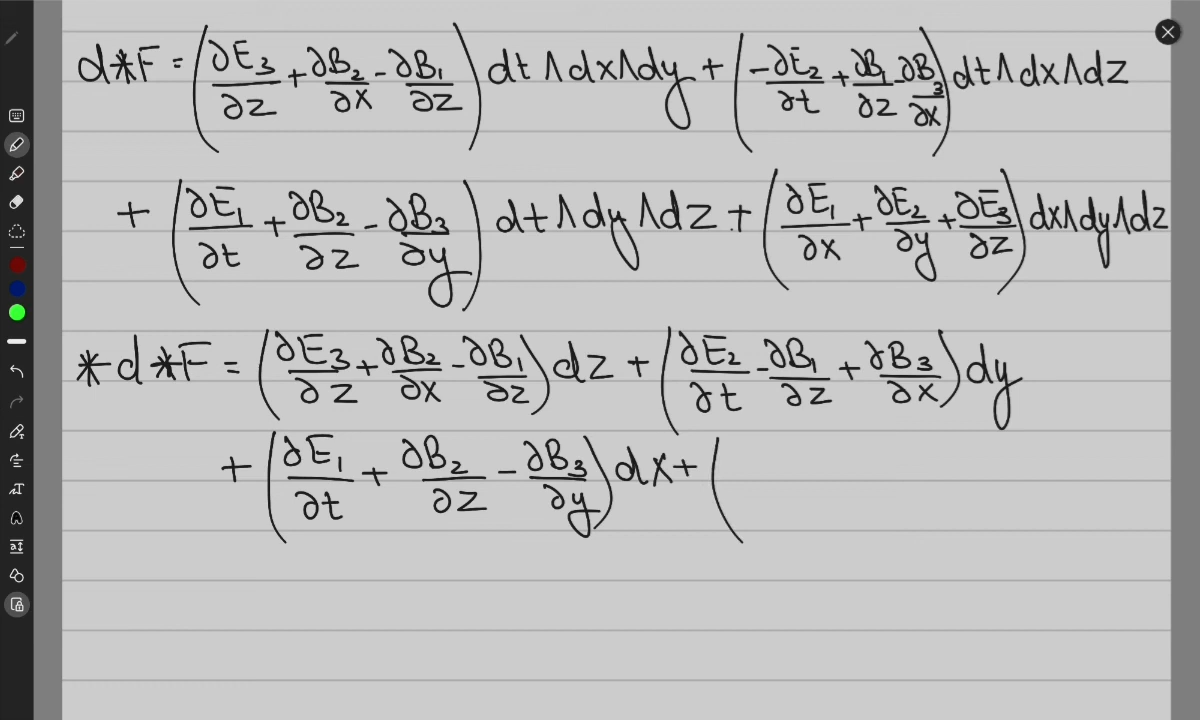 d*F = (∂E₃/∂z + ∂B₂/∂x - ∂B₁/∂z) dt∧dx∧dy + (-∂E₂/∂t + ∂B₁/∂z - ∂B₃/∂x) dt∧dx∧dz
+ (∂E₁/∂t + ∂B₂/∂z - ∂B₃/∂y) dt∧dy∧dz + (∂E₁/∂x + ∂E₂/∂y + ∂E₃/∂z) dx∧dy∧dz
*d*F = (∂E₃/∂z + ∂B₂/∂x - ∂B₁/∂z) dz + (∂E₂/∂t - ∂B₁/∂z + ∂B₃/∂x) dy
+ (∂E₁/∂t + ∂B₂/∂z - ∂B₃/∂y) dx + (